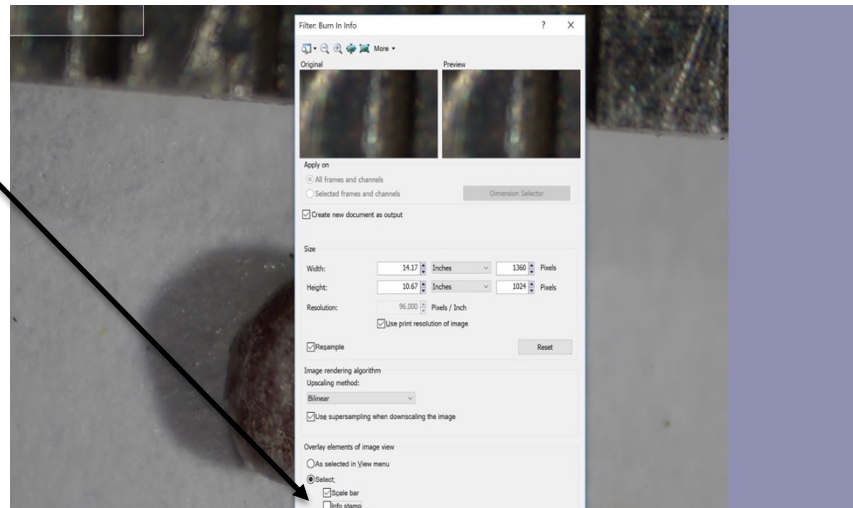 Filter: Burn In Info ? X
More
Original Preview
Apply on
All frames and channels
Selected frames and channels Dimension Selector
Create new document as output
Size
Width: 14.17 Inches 1360 Pixels
Height: 10.67 Inches 1024 Pixels
Resolution: 96.000 Pixels / Inch
Use print resolution of image
Resample Reset
Image rendering algorithm
Upscaling method:
Bilinear
Use supersampling when downscaling the image
Overlay elements of image view
As selected in View menu
Select:
Scale bar
Info stamp